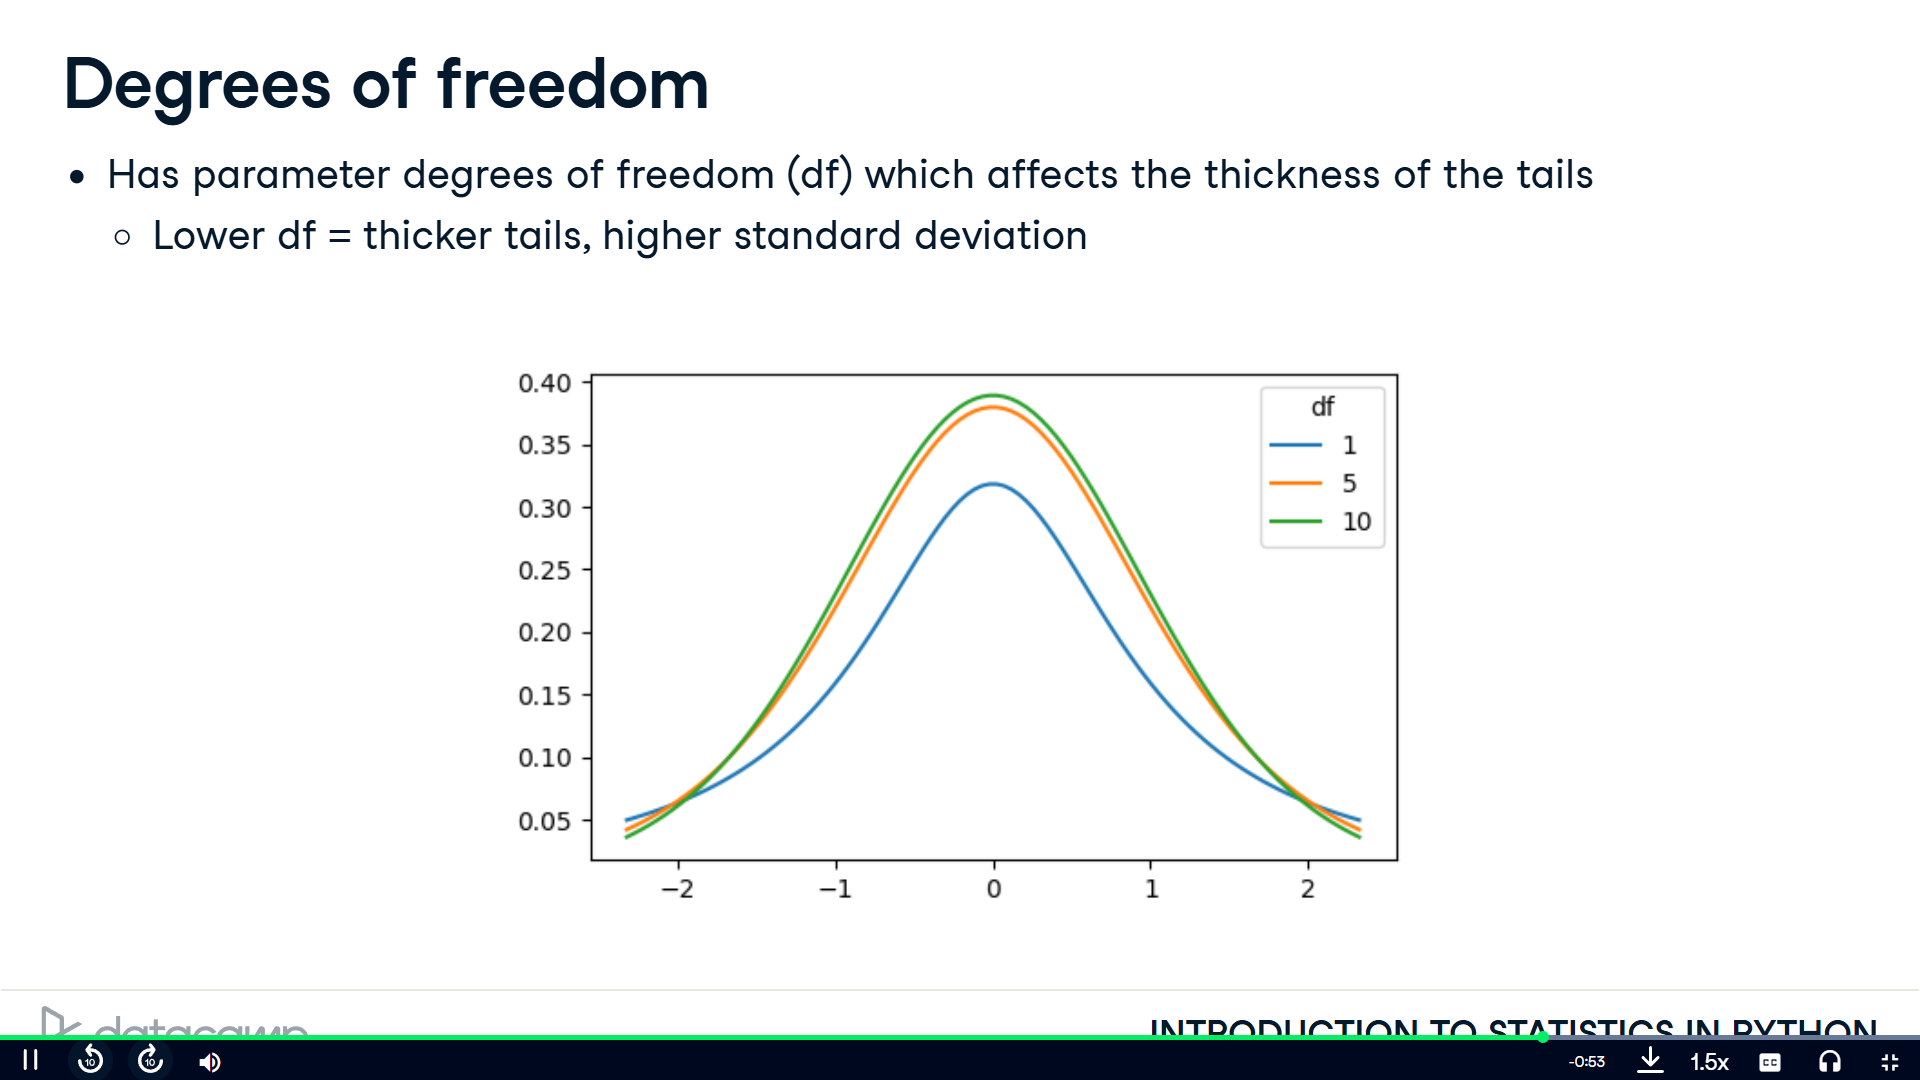 Degrees of freedom
• Has parameter degrees of freedom (df) which affects the thickness of the tails
○ Lower df = thicker tails, higher standard deviation
0.40
0.35
0.30
0.25
0.20
0.15
0.10
0.05
−2 −1 0 1 2
df
1
5
10
datacamp
INTRODUCTION TO STATISTICS IN PYTHON
10 10 -0:53 1.5x CC